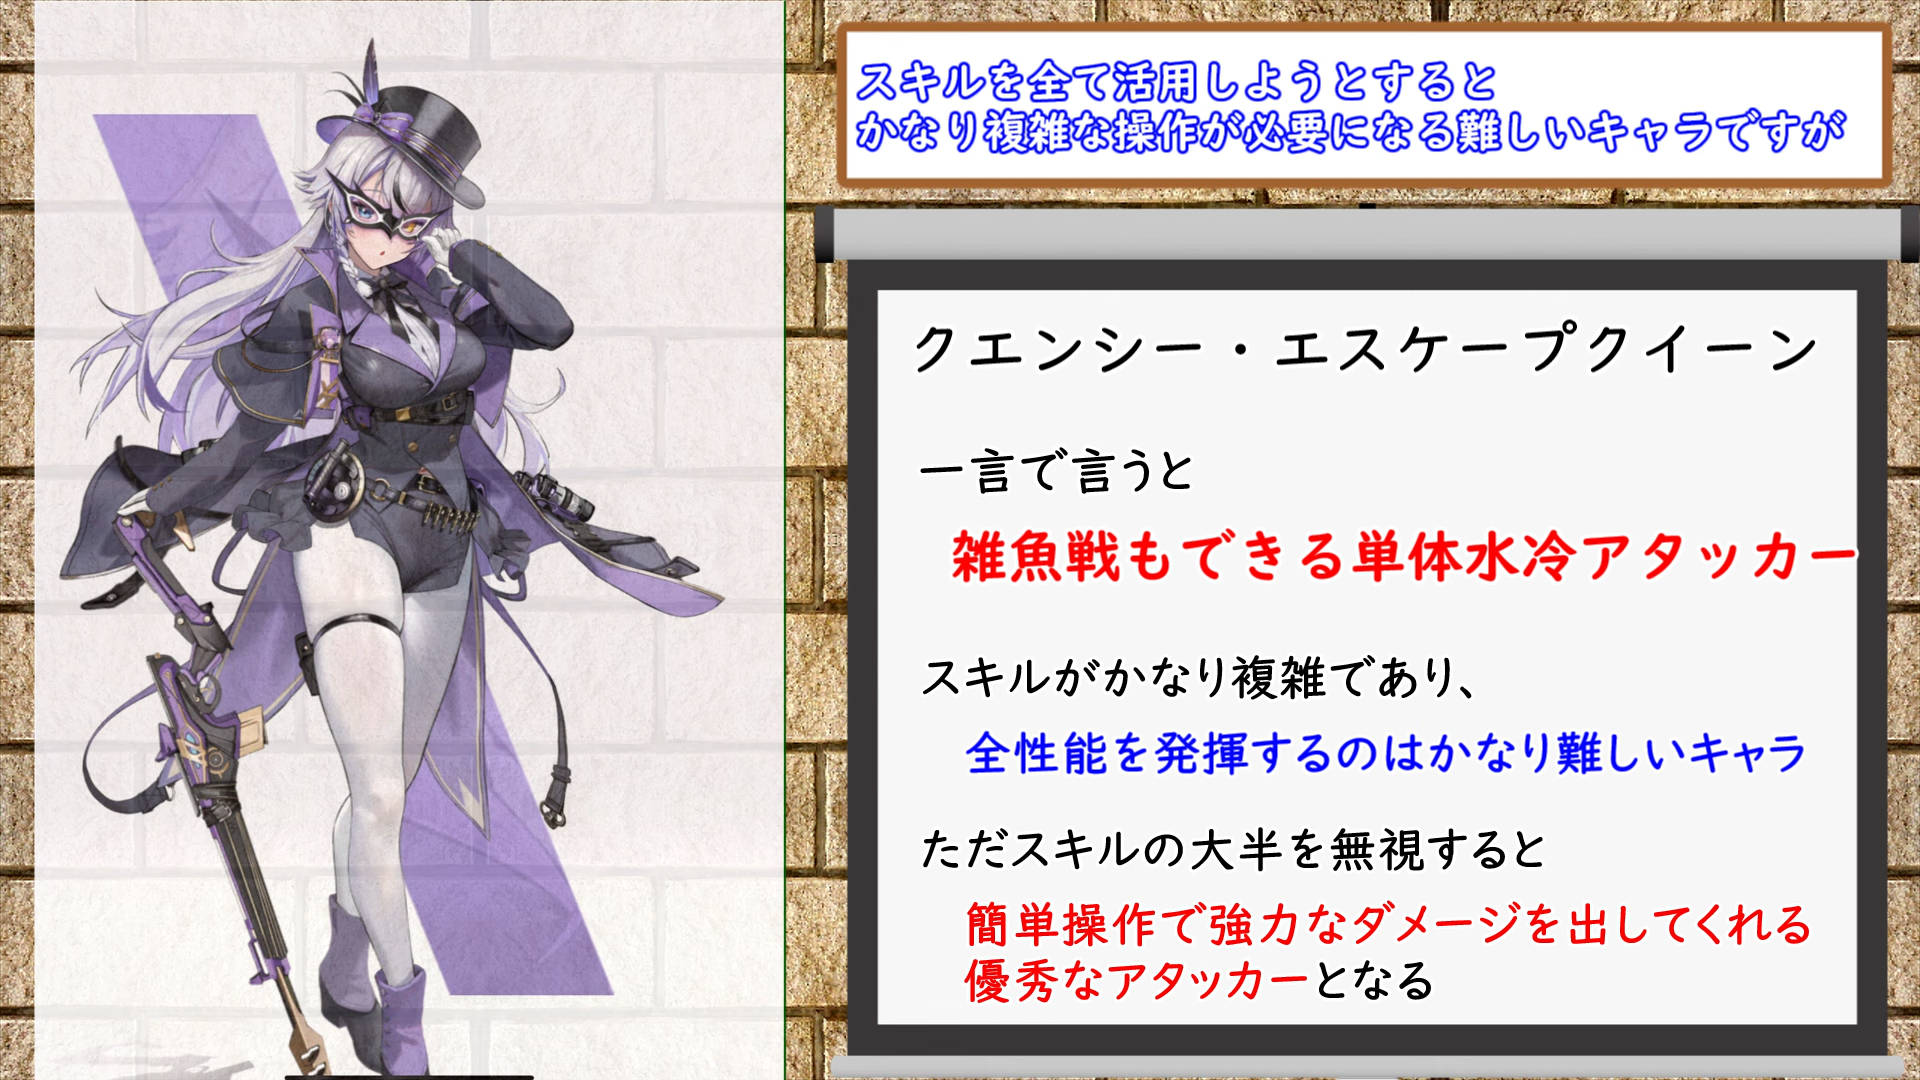 スキルを全て活用しようとすると
かなり複雑な操作が必要になる難しいキャラですが
クエンシー・エスケープクイーン
一言で言うと
雑魚戦もできる単体水冷アタッカー
スキルがかなり複雑であり、
全性能を発揮するのはかなり難しいキャラ
ただスキルの大半を無視すると
簡単操作で強力なダメージを出してくれる
優秀なアタッカーとなる